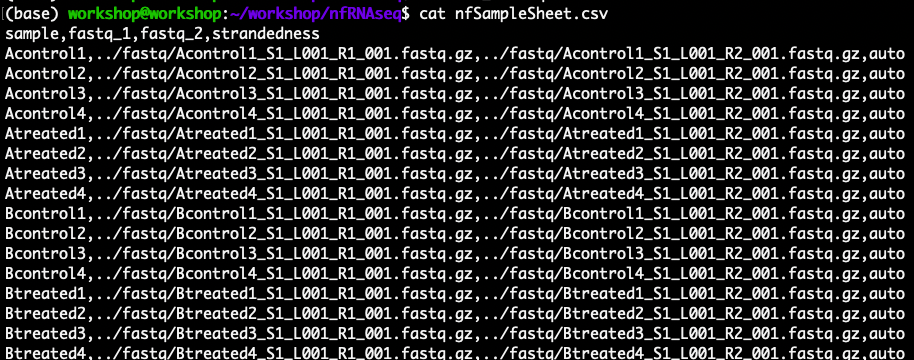 (base) workshop@workshop:~/workshop/nfRNAseq$ cat nfSampleSheet.csv
sample,fastq_1,fastq_2,strandedness
Acontrol1,../fastq/Acontrol1_S1_L001_R1_001.fastq.gz,../fastq/Acontrol1_S1_L001_R2_001.fastq.gz,auto
Acontrol2,../fastq/Acontrol2_S1_L001_R1_001.fastq.gz,../fastq/Acontrol2_S1_L001_R2_001.fastq.gz,auto
Acontrol3,../fastq/Acontrol3_S1_L001_R1_001.fastq.gz,../fastq/Acontrol3_S1_L001_R2_001.fastq.gz,auto
Acontrol4,../fastq/Acontrol4_S1_L001_R1_001.fastq.gz,../fastq/Acontrol4_S1_L001_R2_001.fastq.gz,auto
Atreated1,../fastq/Atreated1_S1_L001_R1_001.fastq.gz,../fastq/Atreated1_S1_L001_R2_001.fastq.gz,auto
Atreated2,../fastq/Atreated2_S1_L001_R1_001.fastq.gz,../fastq/Atreated2_S1_L001_R2_001.fastq.gz,auto
Atreated3,../fastq/Atreated3_S1_L001_R1_001.fastq.gz,../fastq/Atreated3_S1_L001_R2_001.fastq.gz,auto
Atreated4,../fastq/Atreated4_S1_L001_R1_001.fastq.gz,../fastq/Atreated4_S1_L001_R2_001.fastq.gz,auto
Bcontrol1,../fastq/Bcontrol1_S1_L001_R1_001.fastq.gz,../fastq/Bcontrol1_S1_L001_R2_001.fastq.gz,auto
Bcontrol2,../fastq/Bcontrol2_S1_L001_R1_001.fastq.gz,../fastq/Bcontrol2_S1_L001_R2_001.fastq.gz,auto
Bcontrol3,../fastq/Bcontrol3_S1_L001_R1_001.fastq.gz,../fastq/Bcontrol3_S1_L001_R2_001.fastq.gz,auto
Bcontrol4,../fastq/Bcontrol4_S1_L001_R1_001.fastq.gz,../fastq/Bcontrol4_S1_L001_R2_001.fastq.gz,auto
Btreated1,../fastq/Btreated1_S1_L001_R1_001.fastq.gz,../fastq/Btreated1_S1_L001_R2_001.fastq.gz,auto
Btreated2,../fastq/Btreated2_S1_L001_R1_001.fastq.gz,../fastq/Btreated2_S1_L001_R2_001.fastq.gz,auto
Btreated3,../fastq/Btreated3_S1_L001_R1_001.fastq.gz,../fastq/Btreated3_S1_L001_R2_001.fastq.gz,auto
Btreated4,../fastq/Btreated4_S1_L001_R1_001.fastq.gz,../fastq/Btreated4_S1_L001_R2_001.fastq.gz,auto